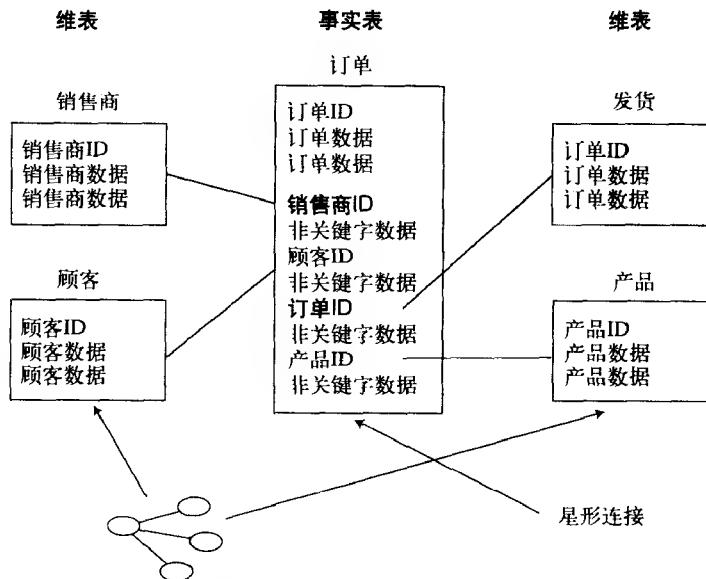 维表
事实表
维表
订单
销售商
发货
销售商ID
销售商数据
销售商数据
订单ID
订单数据
订单数据
销售商ID
非关键字数据
顾客ID
非关键字数据
订单ID
非关键字数据
产品ID
非关键字数据
订单ID
订单数据
订单数据
顾客
产品
顾客ID
顾客数据
顾客数据
产品ID
产品数据
产品数据
星形连接